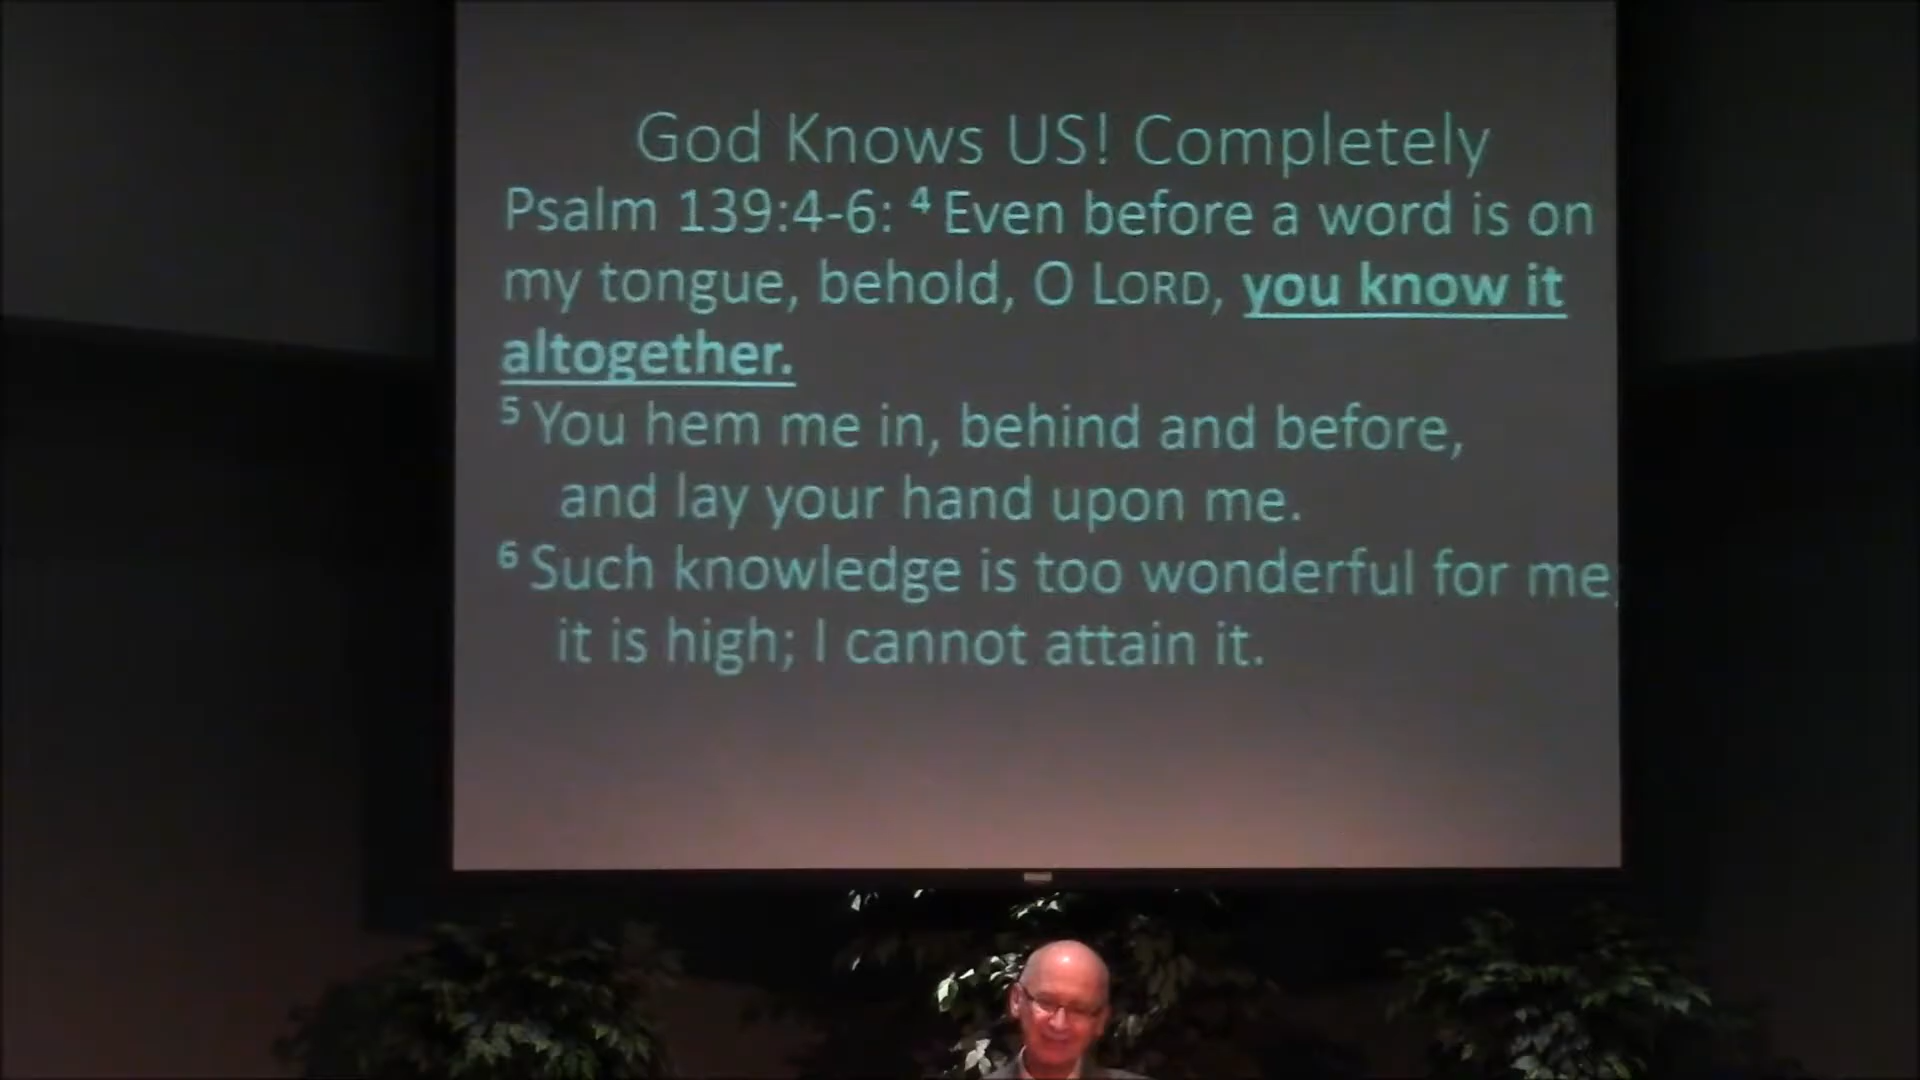 God Knows US! Completely
Psalm 139:4-6: ⁴ Even before a word is on
my tongue, behold, O LORD, you know it
altogether.
⁵ You hem me in, behind and before,
and lay your hand upon me.
⁶ Such knowledge is too wonderful for me;
it is high; I cannot attain it.